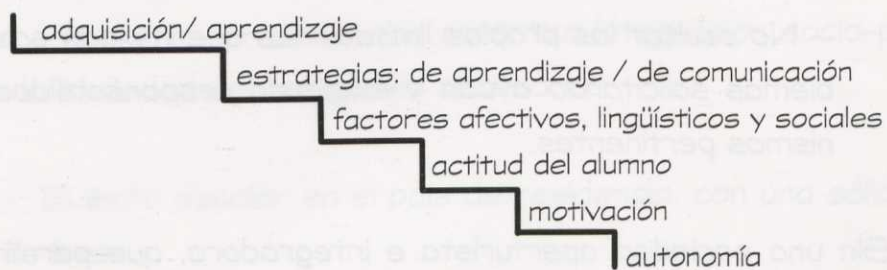 adquisición/ aprendizaje
estrategias: de aprendizaje / de comunicación
factores afectivos, lingüísticos y sociales
actitud del alumno
motivación
autonomía